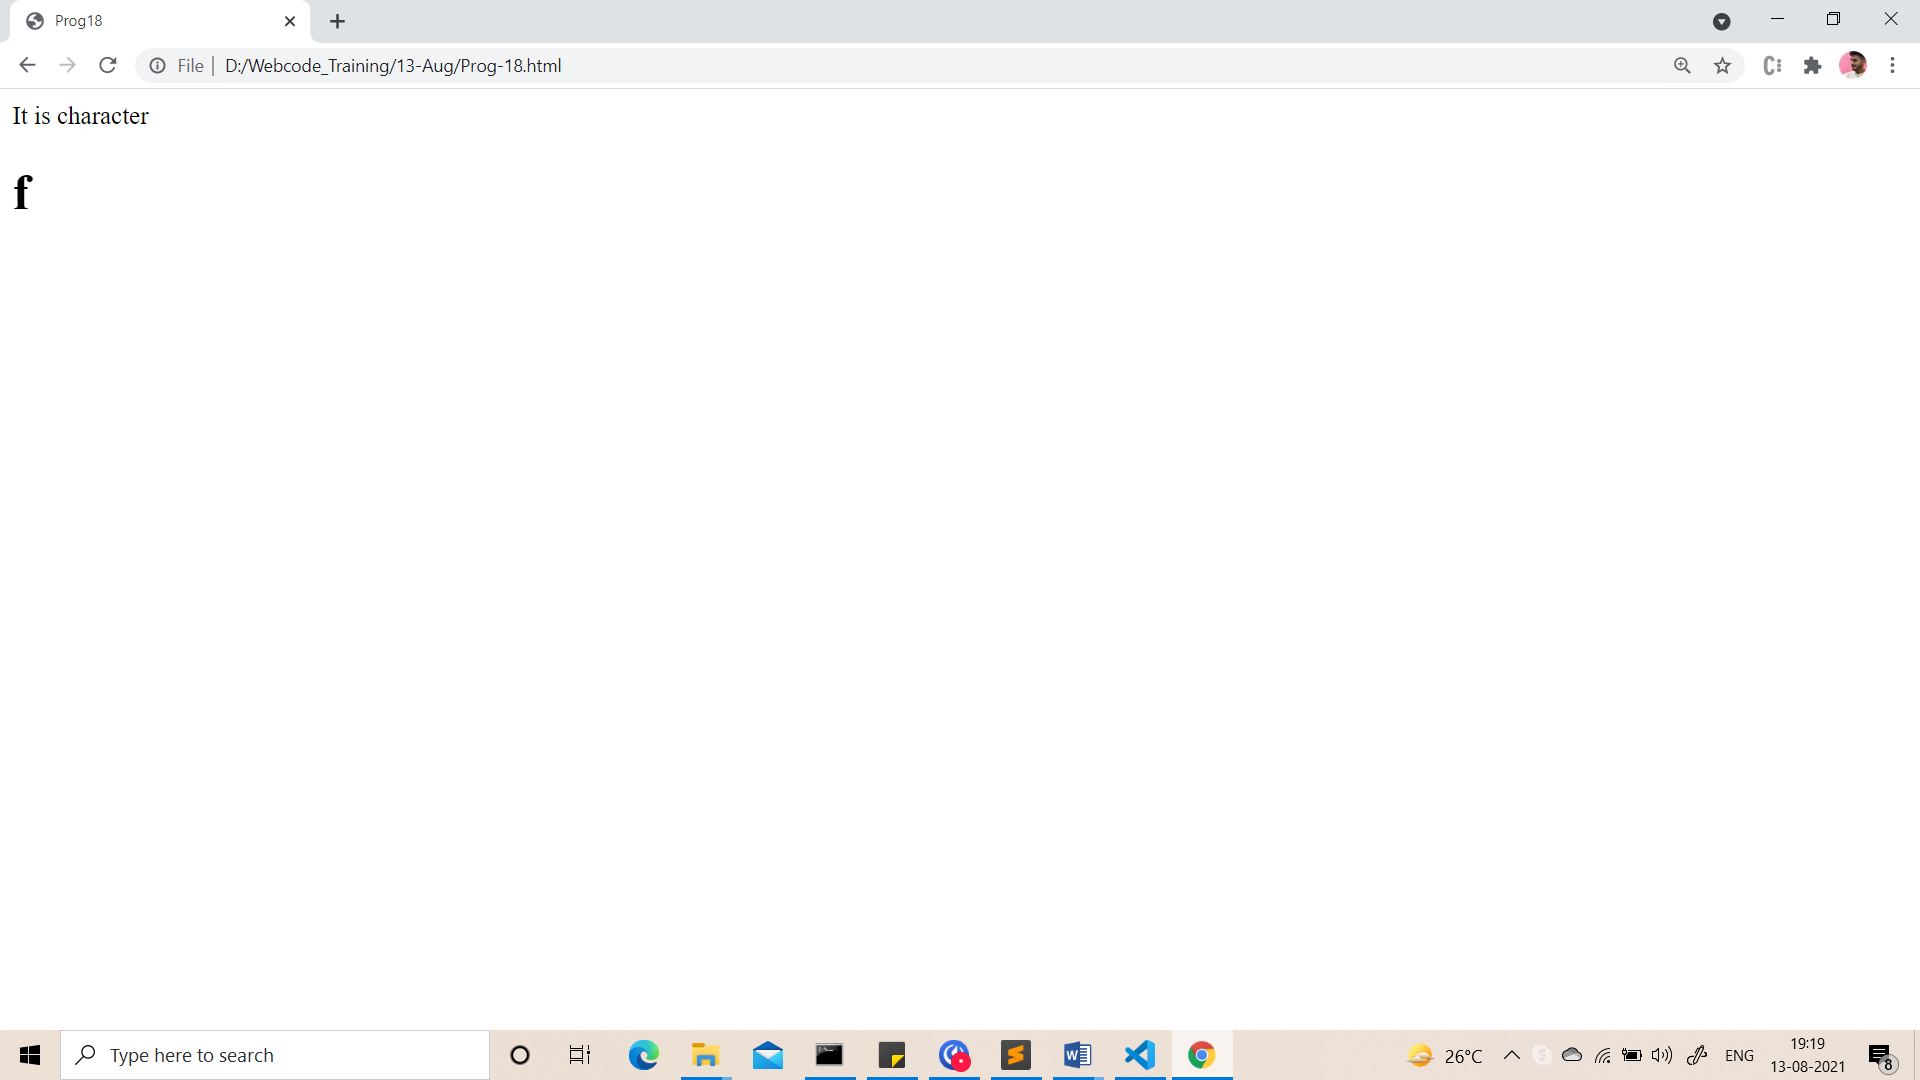 Prog18
File | D:/Webcode_Training/13-Aug/Prog-18.html
It is character
f
Type here to search
26°C
ENG
19:19
13-08-2021
8